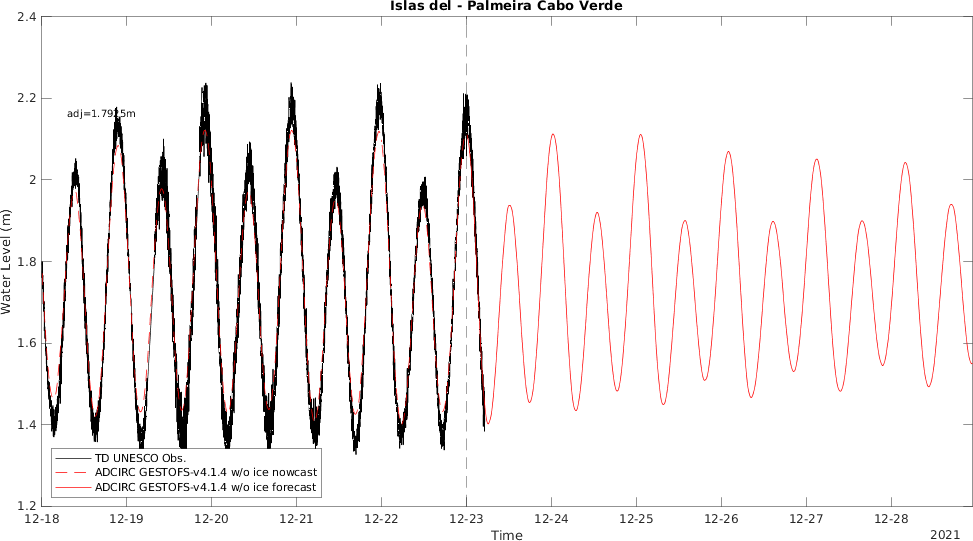 Islas del - Palmeira Cabo Verde
2.4
2.2
2
1.8
1.6
1.4
1.2
Water Level (m)
adj=1.7925m
TD UNESCO Obs.
ADCIRC GESTOFS-v4.1.4 w/o ice nowcast
ADCIRC GESTOFS-v4.1.4 w/o ice forecast
12-18 12-19 12-20 12-21 12-22 12-23 12-24 12-25 12-26 12-27 12-28
Time
2021